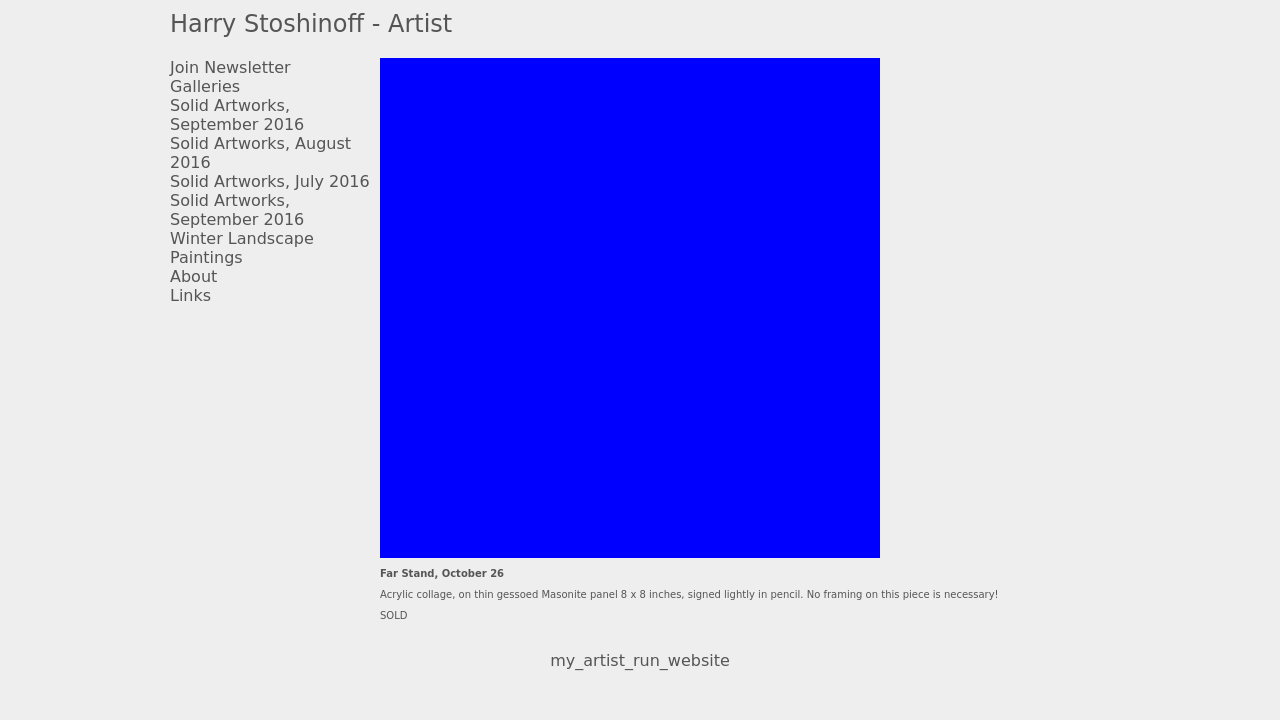 Harry Stoshinoff - Artist
Join Newsletter
Galleries
Solid Artworks,
September 2016
Solid Artworks, August
2016
Solid Artworks, July 2016
Solid Artworks,
September 2016
Winter Landscape
Paintings
About
Links
Far Stand, October 26
Acrylic collage, on thin gessoed Masonite panel 8 x 8 inches, signed lightly in pencil. No framing on this piece is necessary!
SOLD
my_artist_run_website